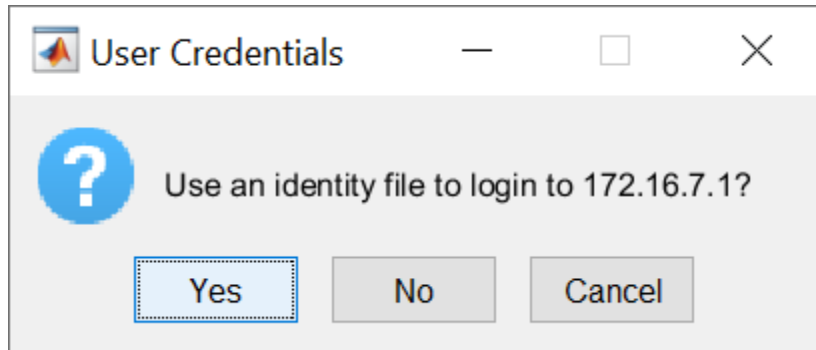 User Credentials
?
Use an identity file to login to 172.16.7.1?
Yes No Cancel